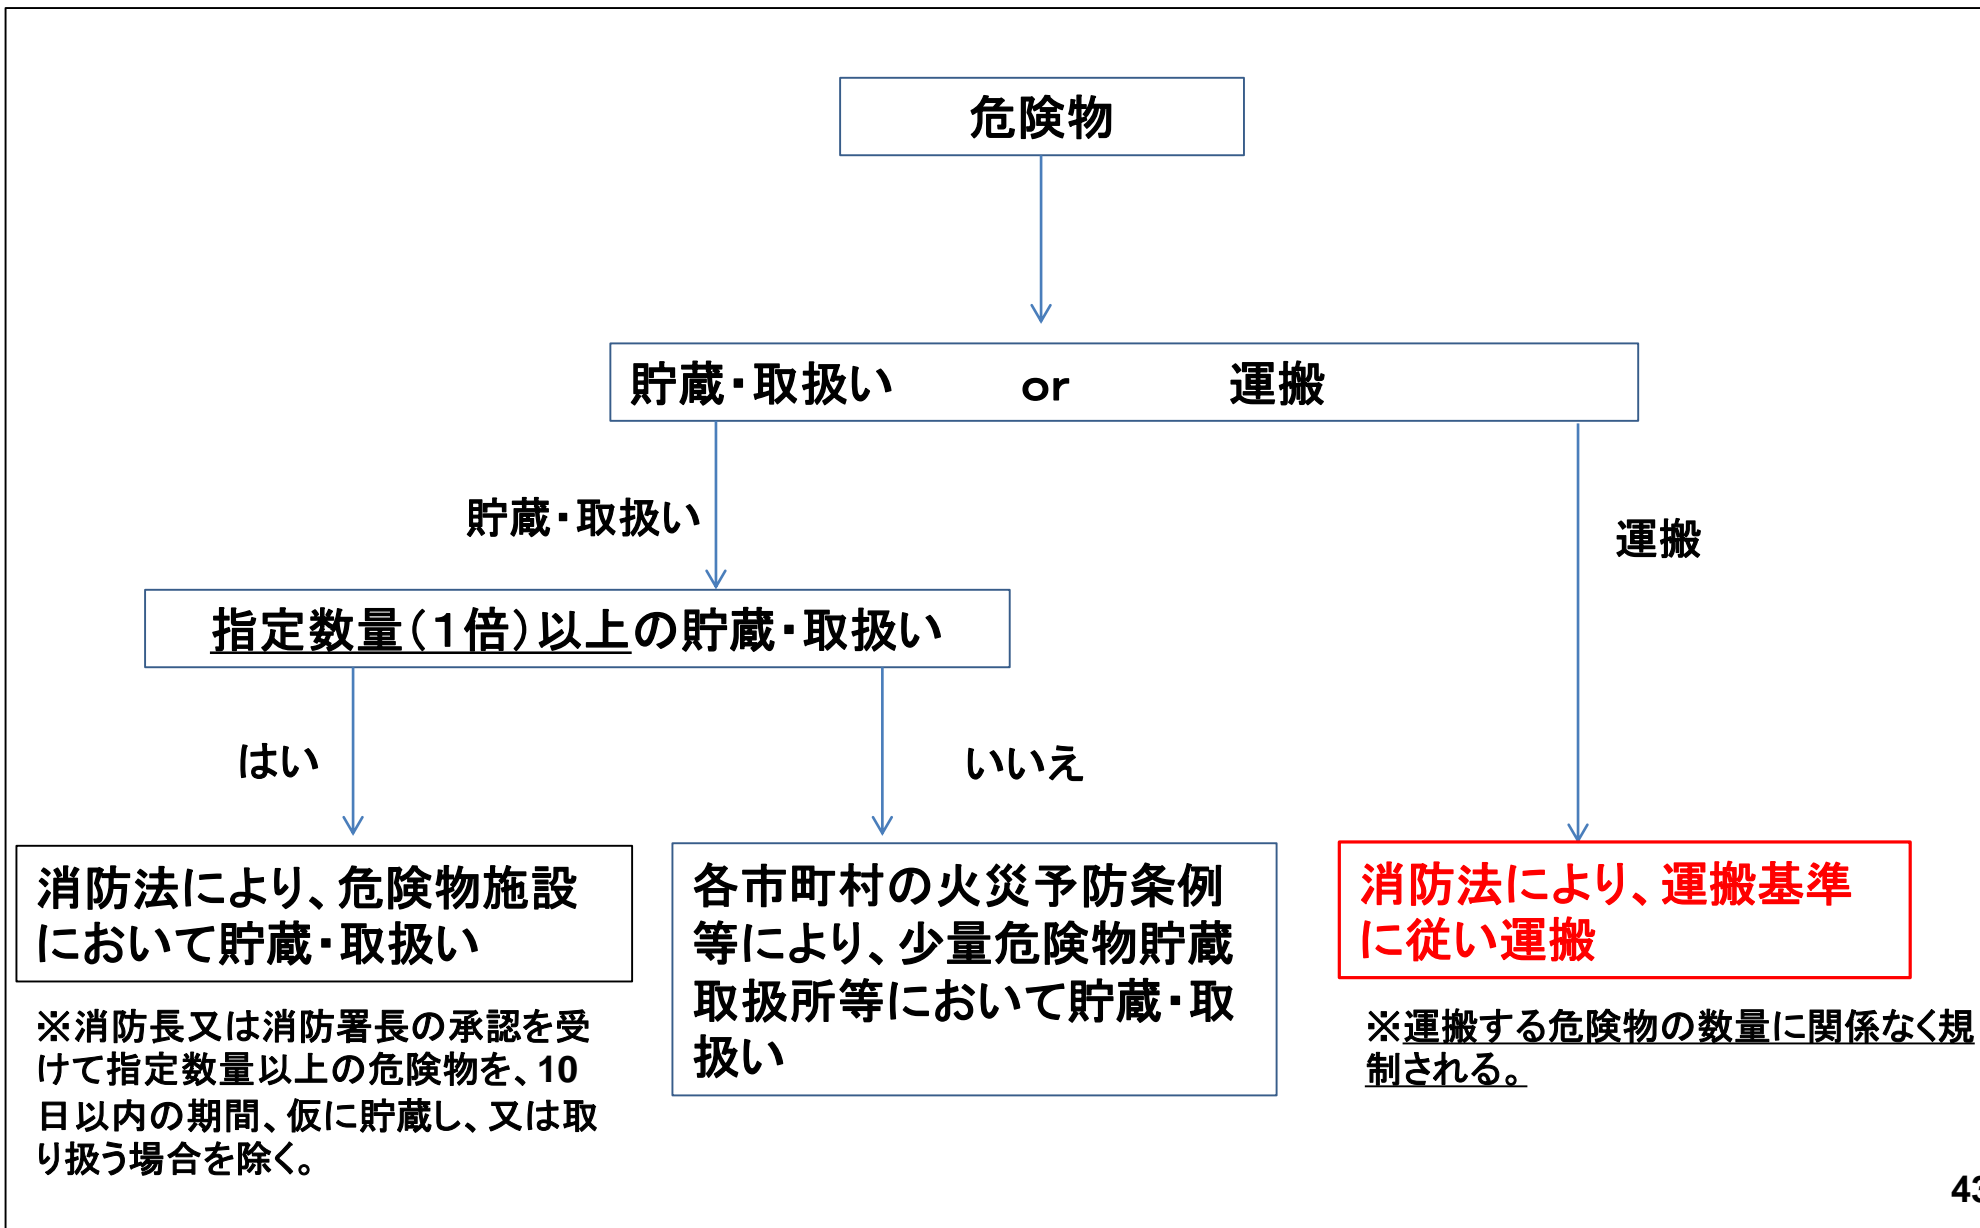 危険物
貯蔵・取扱い or 運搬
貯蔵・取扱い
運搬
指定数量(1倍)以上の貯蔵・取扱い
はい
いいえ
消防法により、危険物施設
において貯蔵・取扱い
各市町村の火災予防条例
等により、少量危険物貯蔵
取扱所等において貯蔵・取
扱い
消防法により、運搬基準
に従い運搬
※消防長又は消防署長の承認を受
けて指定数量以上の危険物を、10
日以内の期間、仮に貯蔵し、又は取
り扱う場合を除く。
※運搬する危険物の数量に関係なく規
制される。
43